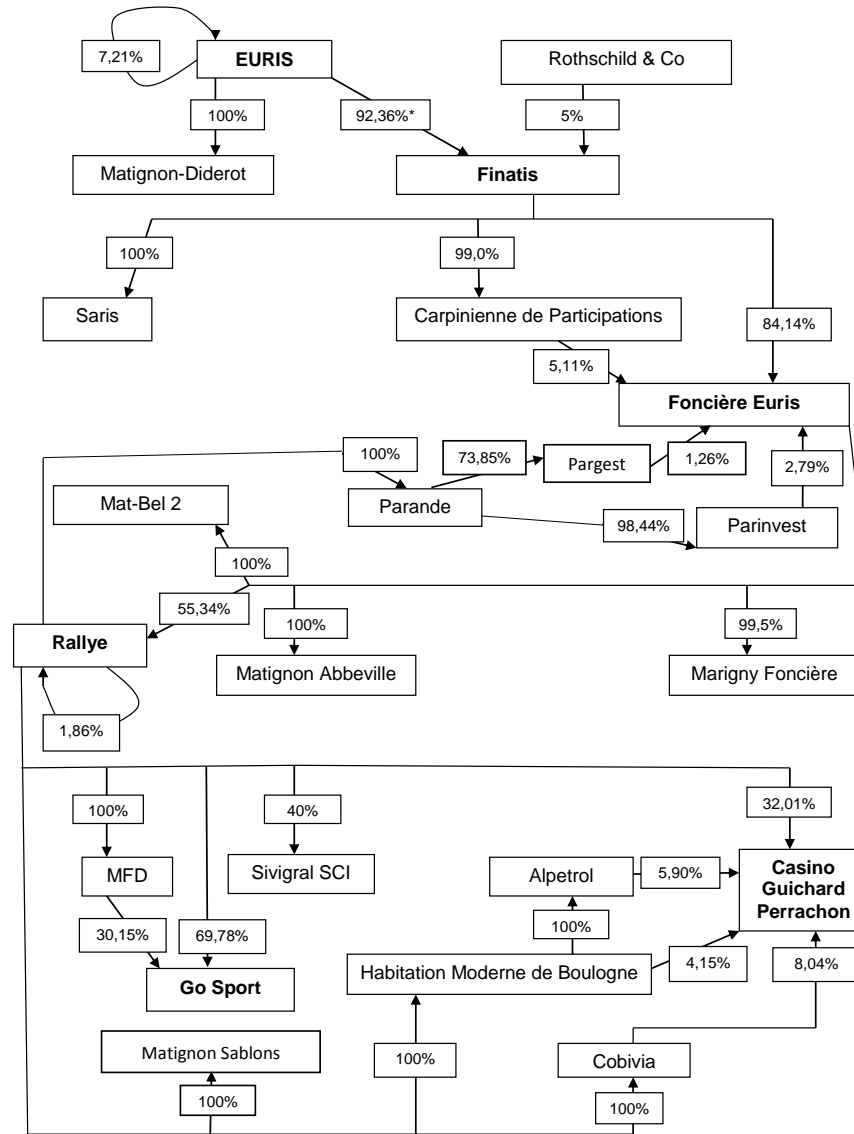 7,21%
EURIS
Rothschild & Co
100%
92,36%*
5%
Matignon-Diderot
Finatis
100%
99,0%
Saris
Carpinienne de Participations
84,14%
5,11%
Foncière Euris
100%
73,85%
Pargest
1,26%
2,79%
Mat-Bel 2
Parande
98,44%
Parinvest
100%
55,34%
Rallye
100%
99,5%
Matignon Abbeville
Marigny Foncière
1,86%
100%
40%
32,01%
MFD
Sivigral SCI
Alpetrol
5,90%
Casino
Guichard
Perrachon
30,15%
69,78%
100%
Habitation Moderne de Boulogne
4,15%
8,04%
Go Sport
Matignon Sablons
100%
Cobivia
100%
100%